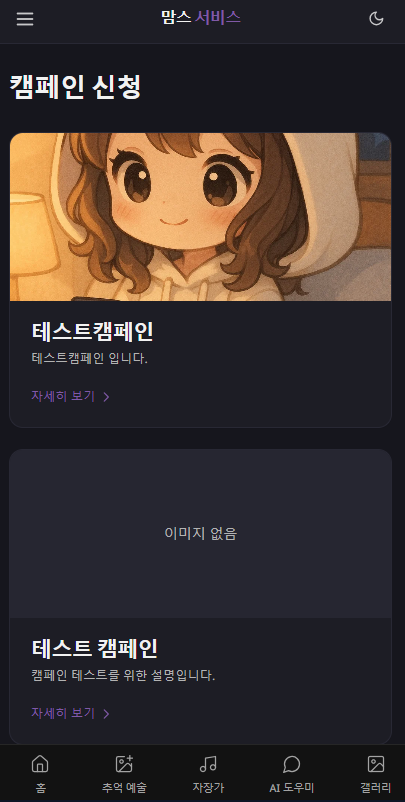 맘스 서비스
캠페인 신청
테스트캠페인
테스트캠페인 입니다.
자세히 보기
이미지 없음
테스트 캠페인
캠페인 테스트를 위한 설명입니다.
자세히 보기
홈 추억 예술 자장가 AI 도우미 갤러리